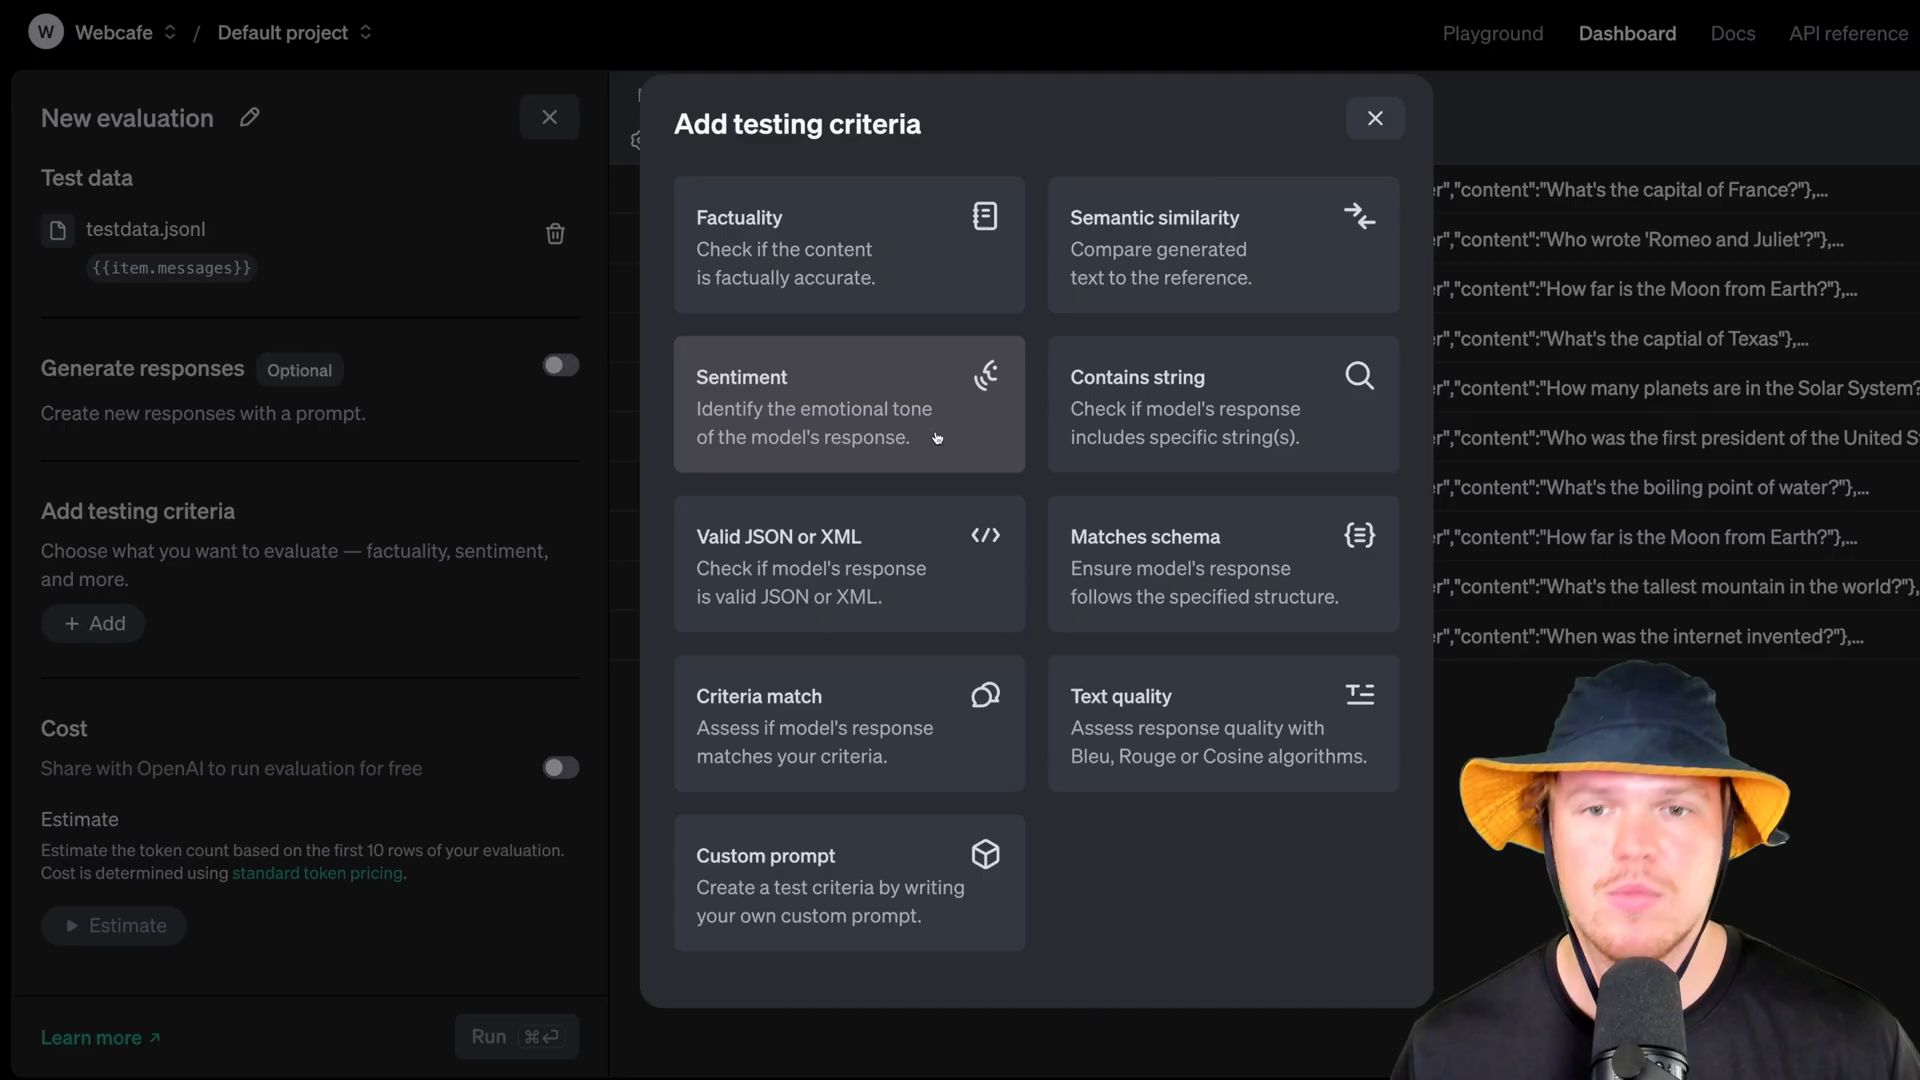 W Webcafe / Default project
Playground Dashboard Docs API reference
New evaluation
Test data
testdata.jsonl
{{item.messages}}
Generate responses Optional
Create new responses with a prompt.
Add testing criteria
Choose what you want to evaluate — factuality, sentiment,
and more.
+ Add
Cost
Share with OpenAI to run evaluation for free
Estimate
Estimate the token count based on the first 10 rows of your evaluation.
Cost is determined using standard token pricing.
Estimate
Learn more ↗
Run ⌘↵
Add testing criteria
Factuality
Check if the content
is factually accurate.
Semantic similarity
Compare generated
text to the reference.
Sentiment
Identify the emotional tone
of the model's response.
Contains string
Check if model's response
includes specific string(s).
Valid JSON or XML
Check if model's response
is valid JSON or XML.
Matches schema
Ensure model's response
follows the specified structure.
Criteria match
Assess if model's response
matches your criteria.
Text quality
Assess response quality with
Bleu, Rouge or Cosine algorithms.
Custom prompt
Create a test criteria by writing
your own custom prompt.
er","content":"What's the capital of France?"},...
er","content":"Who wrote 'Romeo and Juliet'?"},...
er","content":"How far is the Moon from Earth?"},...
er","content":"What's the captial of Texas"},...
er","content":"How many planets are in the Solar System?
er","content":"Who was the first president of the United S
er","content":"What's the boiling point of water?"},...
er","content":"How far is the Moon from Earth?"},...
er","content":"What's the tallest mountain in the world?"},
er","content":"When was the internet invented?"},...